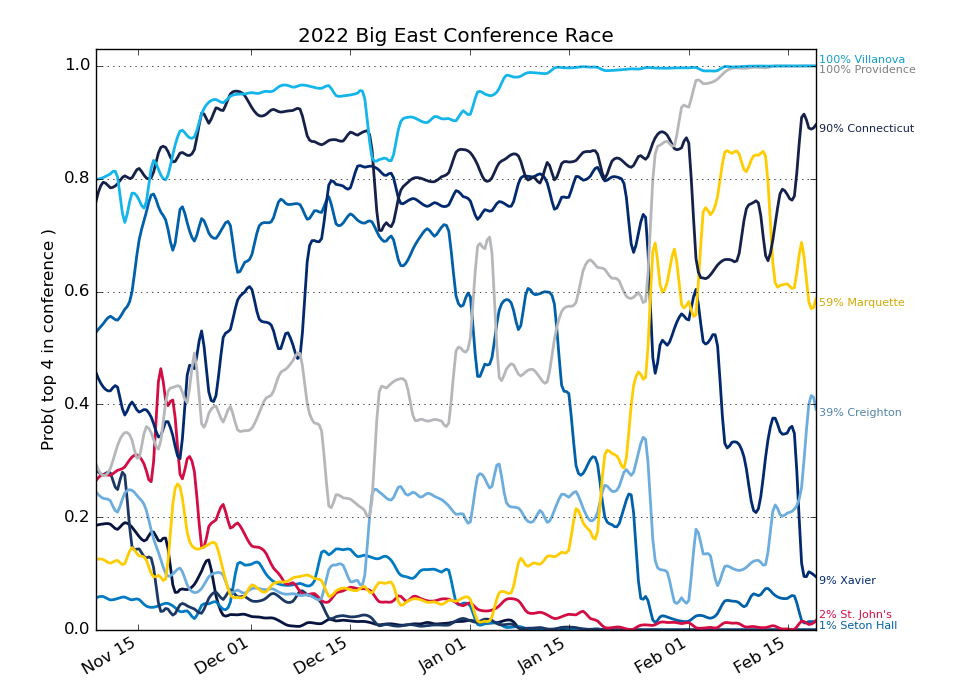 2022 Big East Conference Race
Prob( top 4 in conference )
1.0
0.8
0.6
0.4
0.2
0.0
Nov 15
Dec 01
Dec 15
Jan 01
Jan 15
Feb 01
Feb 15
100% Villanova
100% Providence
90% Connecticut
59% Marquette
39% Creighton
9% Xavier
2% St. John's
1% Seton Hall